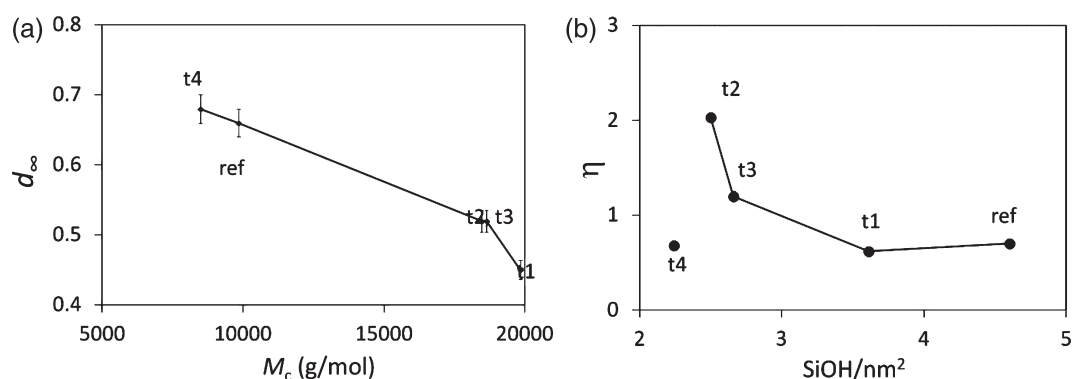 (a)
0.8
0.7
0.6
0.5
0.4
d∞
t4
ref
t2
t3
t1
5000 10000 15000 20000
Mc (g/mol)
(b)
3
2
1
0
η
t2
t3
t1
ref
t4
2 3 4 5
SiOH/nm²